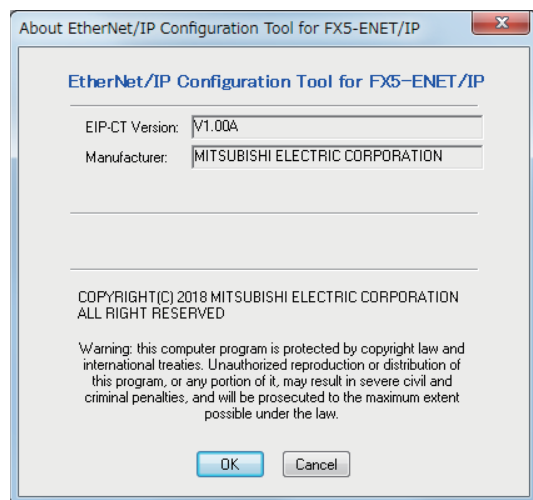 About EtherNet/IP Configuration Tool for FX5-ENET/IP
EtherNet/IP Configuration Tool for FX5-ENET/IP
EIP-CT Version: V1.00A
Manufacturer: MITSUBISHI ELECTRIC CORPORATION
COPYRIGHT(C) 2018 MITSUBISHI ELECTRIC CORPORATION
ALL RIGHT RESERVED
Warning: this computer program is protected by copyright law and
international treaties. Unauthorized reproduction or distribution of
this program, or any portion of it, may result in severe civil and
criminal penalties, and will be prosecuted to the maximum extent
possible under the law.
OK Cancel